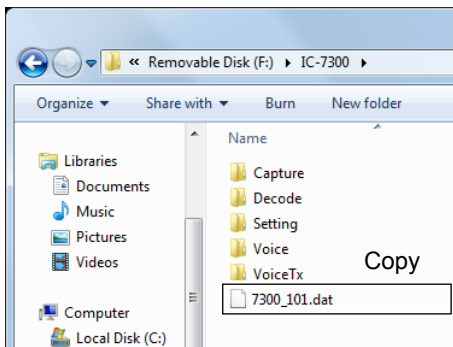 « Removable Disk (F:) ▸ IC-7300 ▸
Organize ▼ Share with ▼ Burn New folder
Name
Libraries
Documents
Music
Pictures
Videos
Computer
Local Disk (C:)
Capture
Decode
Setting
Voice
VoiceTx
Copy
7300_101.dat